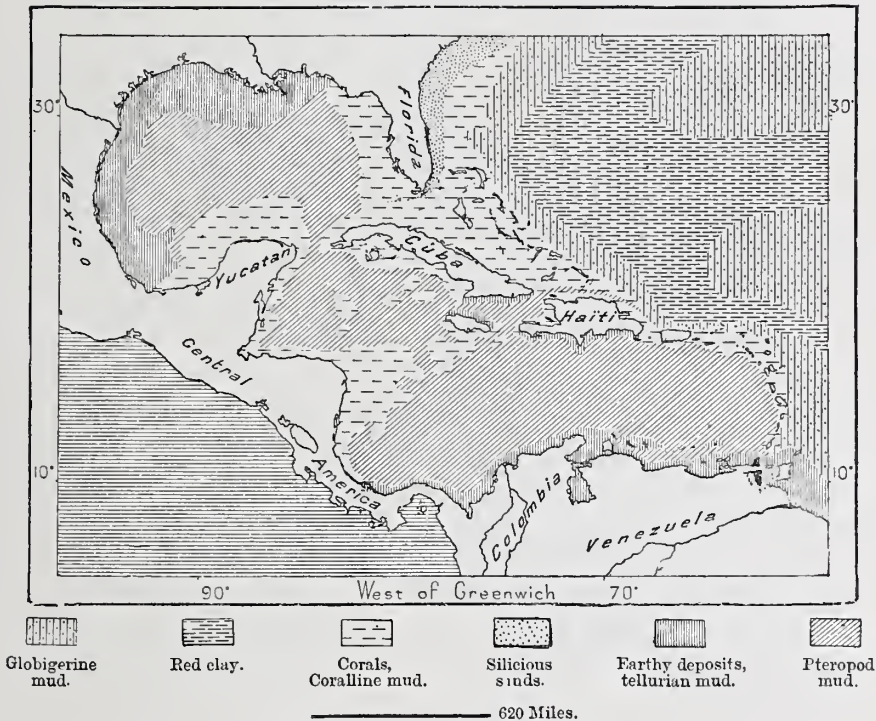 30°
30°
Florida
Mexico
Yucatan
Cuba
Haïti
Central
America
10°
10°
Colombia
Venezuela
90°
West of Greenwich
70°
Globigerine
mud.
Red clay.
Corals,
Coralline mud.
Silicious
sands.
Earthy deposits,
tellurian mud.
Pteropod
mud.
620 Miles.